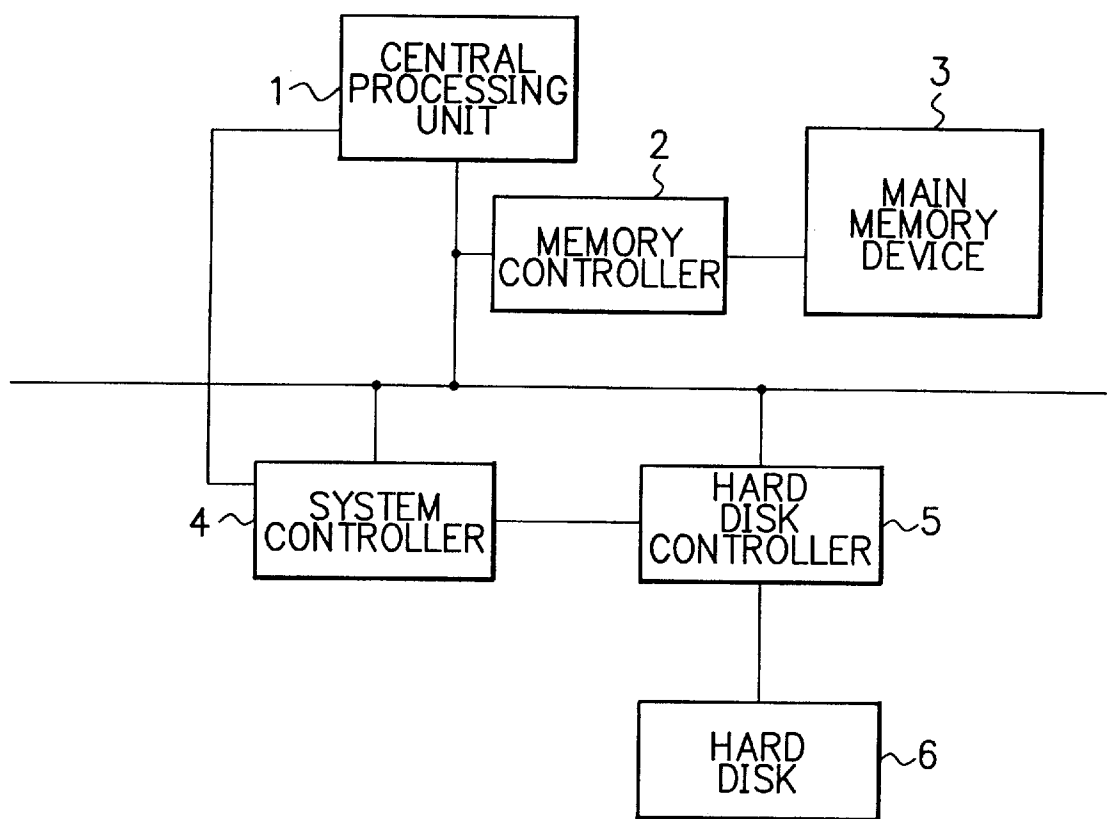 CENTRAL
PROCESSING
UNIT
1
2
3
MEMORY
CONTROLLER
MAIN
MEMORY
DEVICE
4
SYSTEM
CONTROLLER
HARD
DISK
CONTROLLER
5
HARD
DISK
6